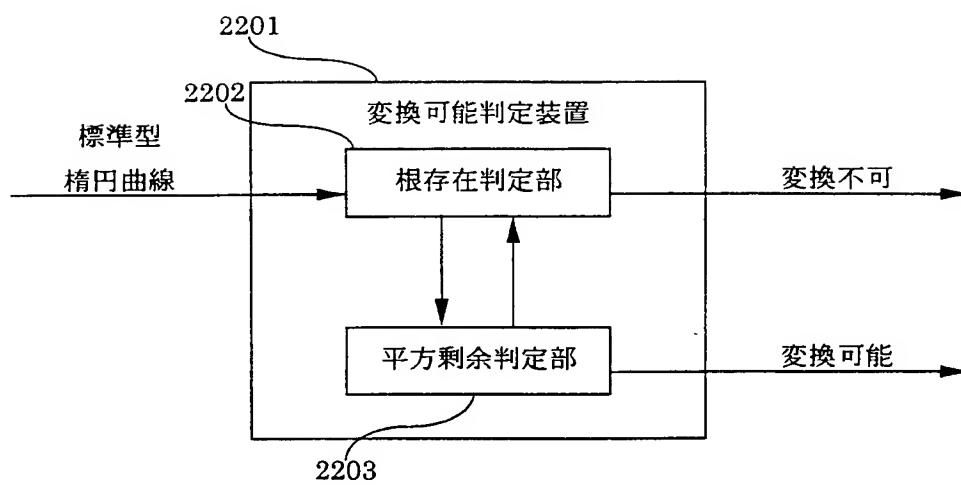 2201
2202
変換可能判定装置
標準型
楕円曲線
根存在判定部
変換不可
平方剰余判定部
変換可能
2203